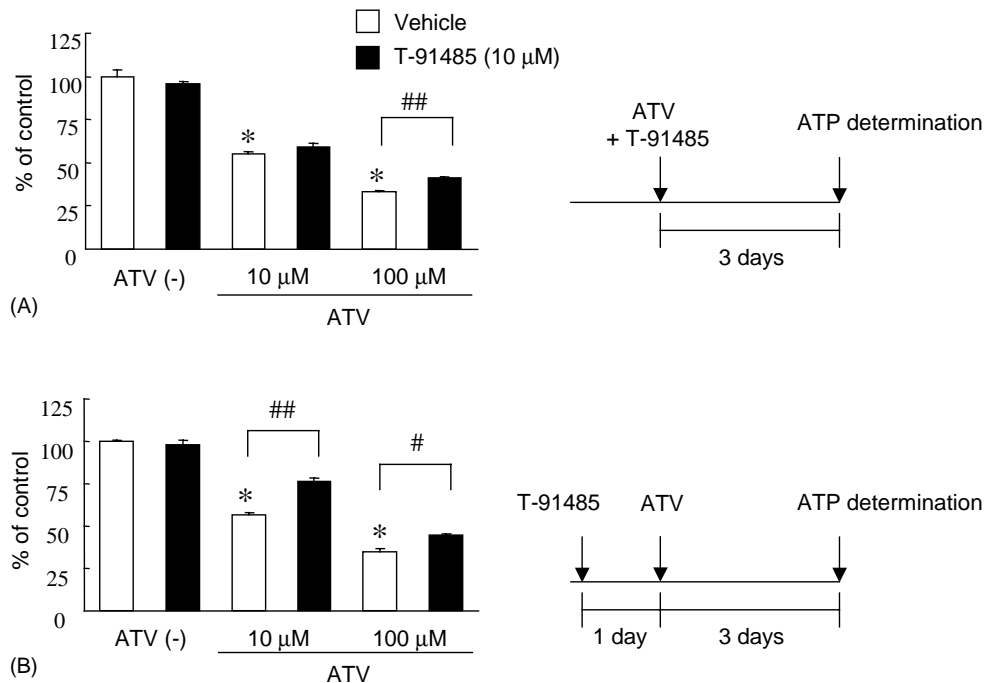 Vehicle
T-91485 (10 μM)
125
100
75
50
25
0
% of control
*
*
##
ATV (-)
10 μM
100 μM
ATV
(A)
ATV
+ T-91485
ATP determination
3 days
125
100
75
50
25
0
% of control
*
##
*
#
ATV (-)
10 μM
100 μM
ATV
(B)
T-91485
ATV
ATP determination
1 day
3 days